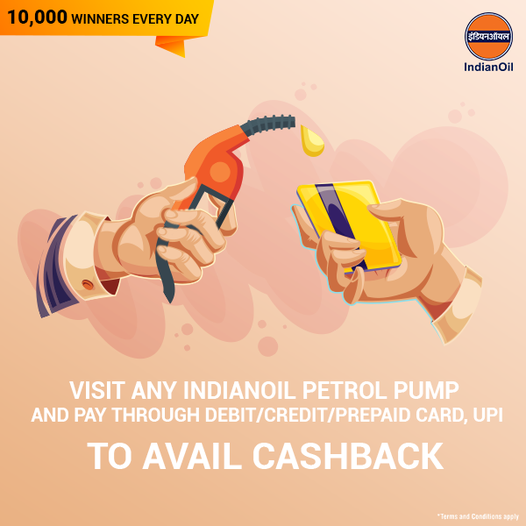 10,000 WINNERS EVERY DAY
इंडियनऑयल
IndianOil
VISIT ANY INDIANOIL PETROL PUMP
AND PAY THROUGH DEBIT/CREDIT/PREPAID CARD, UPI
TO AVAIL CASHBACK
*Terms and Conditions apply